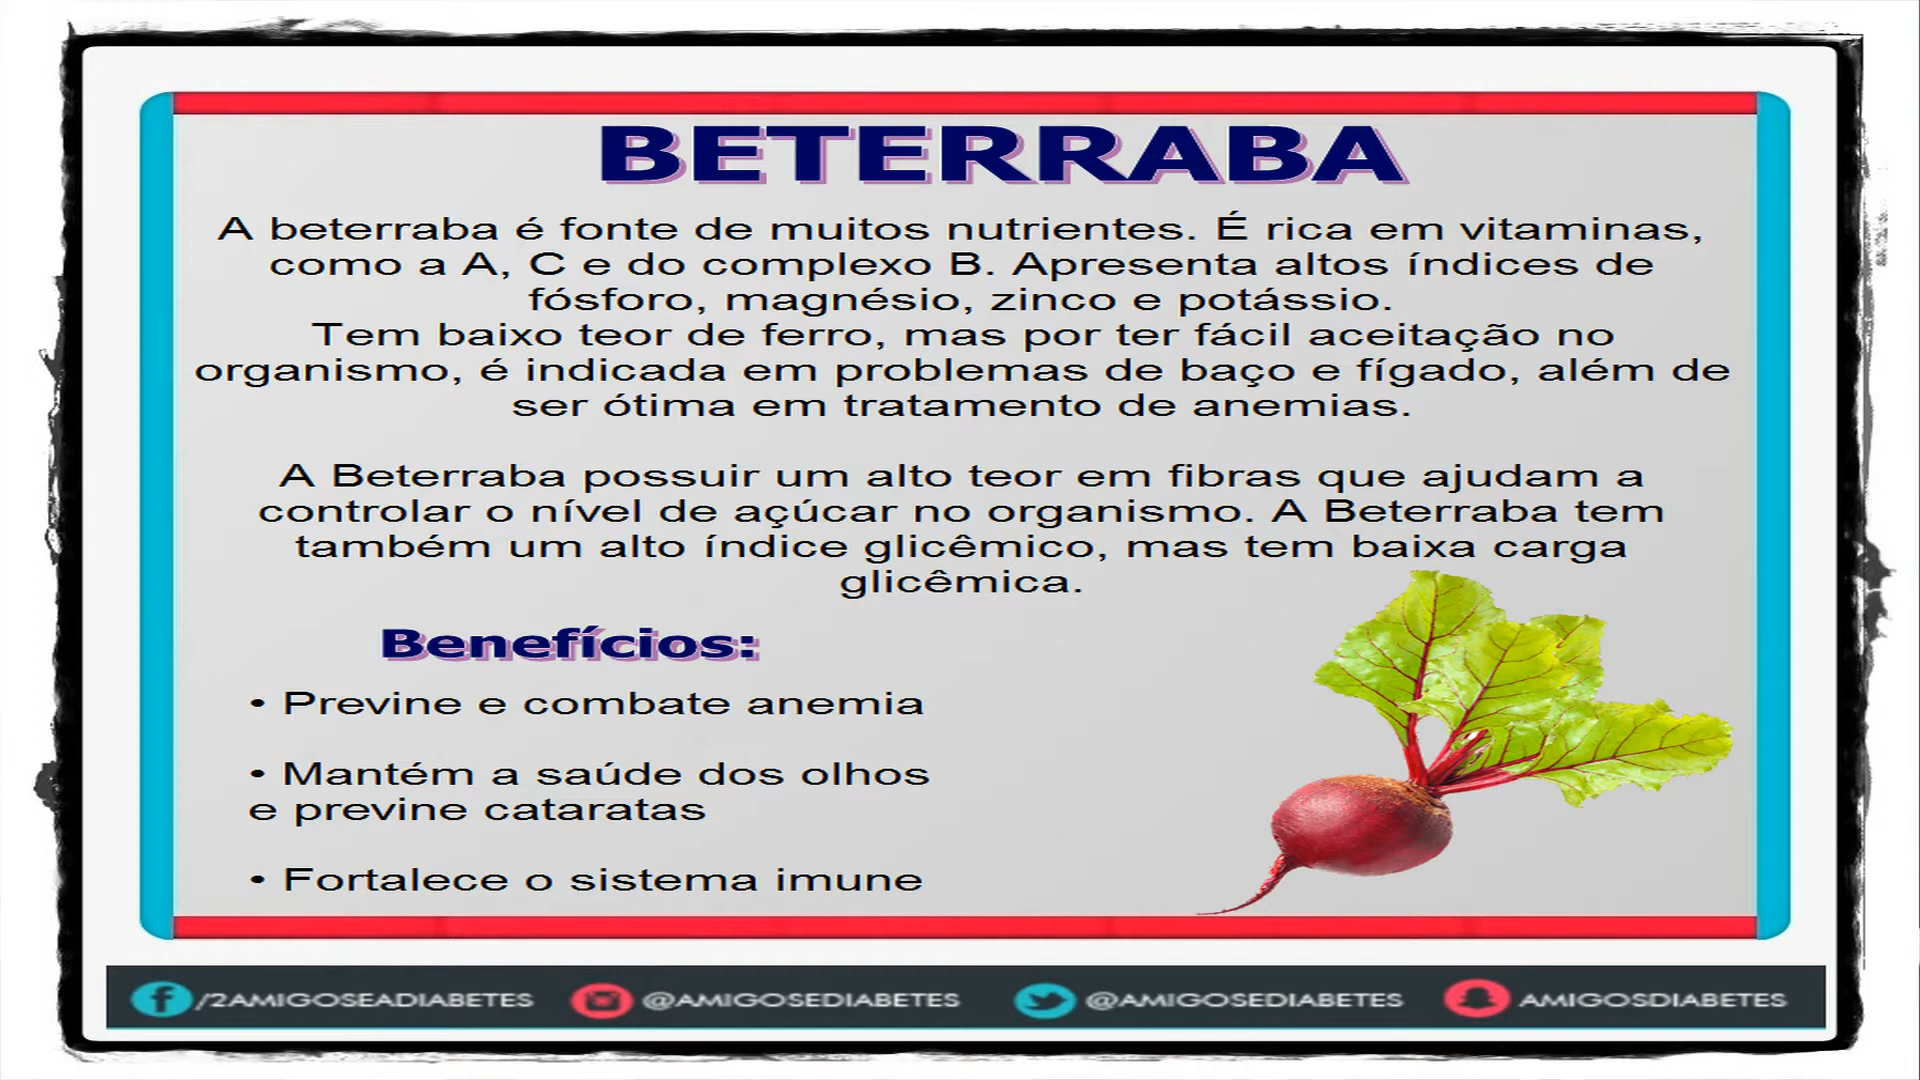 BETERRABA
A beterraba é fonte de muitos nutrientes. É rica em vitaminas,
como a A, C e do complexo B. Apresenta altos índices de
fósforo, magnésio, zinco e potássio.
Tem baixo teor de ferro, mas por ter fácil aceitação no
organismo, é indicada em problemas de baço e fígado, além de
ser ótima em tratamento de anemias.
A Beterraba possuir um alto teor em fibras que ajudam a
controlar o nível de açúcar no organismo. A Beterraba tem
também um alto índice glicêmico, mas tem baixa carga
glicêmica.
Benefícios:
• Previne e combate anemia
• Mantém a saúde dos olhos
e previne cataratas
• Fortalece o sistema imune
/2AMIGOSEADIABETES @AMIGOSEDIABETES @AMIGOSEDIABETES AMIGOSDIABETES